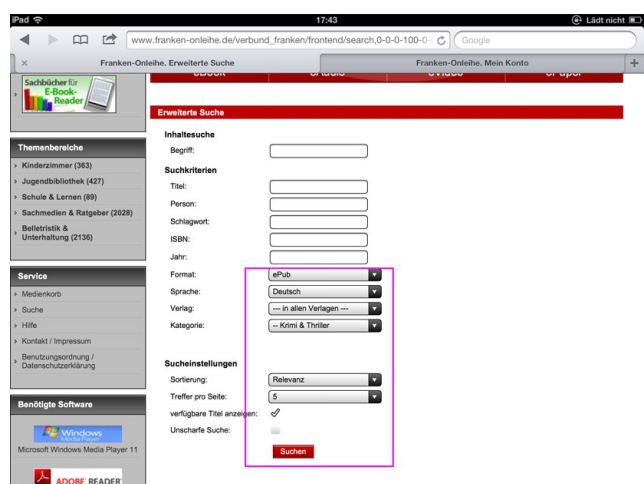 iPad 17:43 Lädt nicht
www.franken-onleihe.de/verbund_franken/frontend/search,0-0-0-100-0- Google
Franken-Onleihe. Erweiterte Suche Franken-Onleihe. Mein Konto +
eBook eAudio eVideo ePaper
Sachbücher für
E-Book-
Reader
Erweiterte Suche
Inhaltesuche
Begriff:
Suchkriterien
Titel:
Person:
Schlagwort:
ISBN:
Jahr:
Format: ePub
Sprache: Deutsch
Verlag: --- in allen Verlagen ---
Kategorie: -- Krimi & Thriller
Sucheinstellungen
Sortierung: Relevanz
Treffer pro Seite: 5
verfügbare Titel anzeigen:
Unscharfe Suche:
Suchen
Themenbereiche
Kinderzimmer (363)
Jugendbibliothek (427)
Schule & Lernen (89)
Sachmedien & Ratgeber (2028)
Belletristik &
Unterhaltung (2136)
Service
Medienkorb
Suche
Hilfe
Kontakt / Impressum
Benutzungsordnung /
Datenschutzerklärung
Benötigte Software
Windows
MediaPlayer
Microsoft Windows Media Player 11
ADOBE® READER®